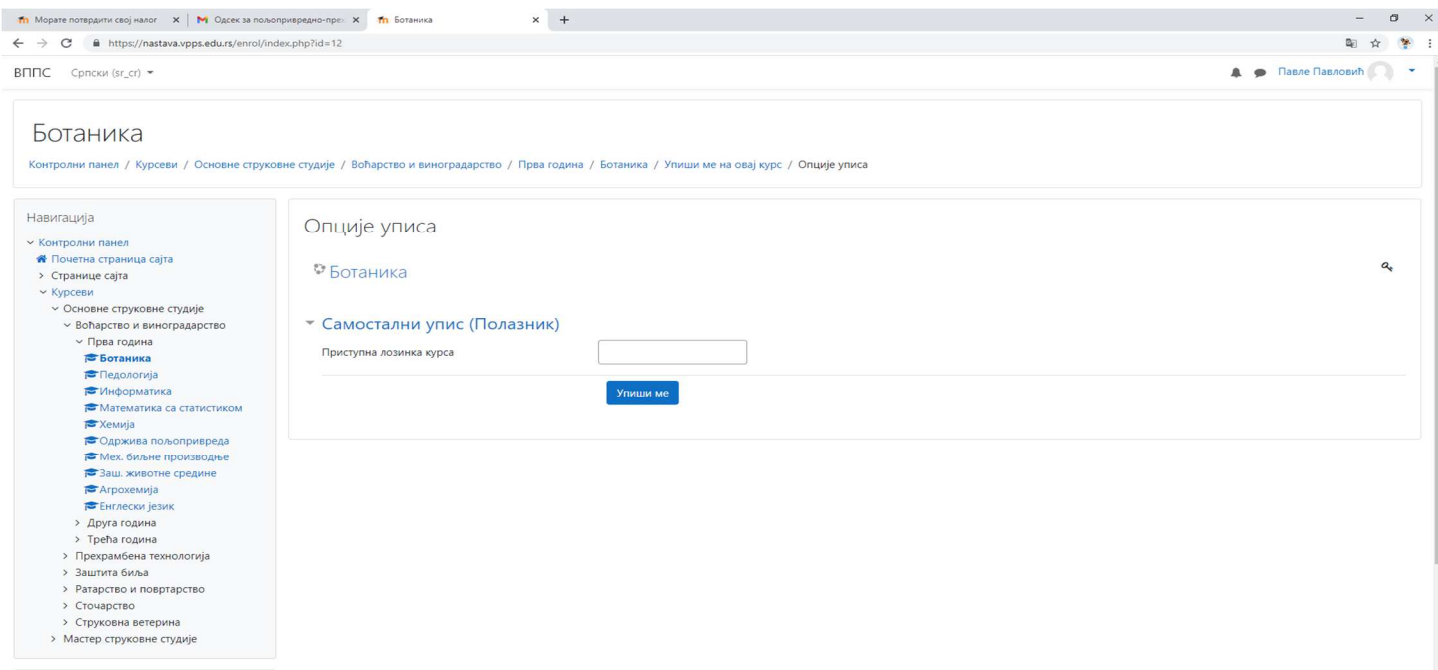 Морате потврдити свој налог
Одсек за пољопривредно-прех
Ботаника
https://nastava.vpps.edu.rs/enrol/index.php?id=12
ВППС Српски (sr_cr)
Павле Павловић
Ботаника
Контролни панел / Курсеви / Основне струковне студије / Воћарство и виноградарство / Прва година / Ботаника / Упиши ме на овај курс / Опције уписа
Навигација
Контролни панел
Почетна страница сајта
Странице сајта
Курсеви
Основне струковне студије
Воћарство и виноградарство
Прва година
Ботаника
Педологија
Информатика
Математика са статистиком
Хемија
Одржива пољопривреда
Мех. биљне производње
Заш. животне средине
Агрохемија
Енглески језик
Друга година
Трећа година
Прехрамбена технологија
Заштита биља
Ратарство и повртарство
Сточарство
Струковна ветерина
Мастер струковне студије
Опције уписа
Ботаника
Самостални упис (Полазник)
Приступна лозинка курса
Упиши ме